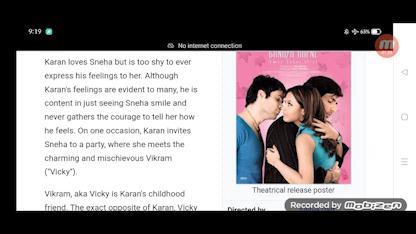 9:19
63%
No internet connection
Karan loves Sneha but is too shy to ever
express his feelings to her. Although
Karan's feelings are evident to many, he is
content in just seeing Sneha smile and
never gathers the courage to tell her how
he feels. On one occasion, Karan invites
Sneha to a party, where she meets the
charming and mischievous Vikram
("Vicky").
Vikram, aka Vicky is Karan's childhood
friend. The exact opposite of Karan, Vicky
Theatrical release poster
Directed by
Recorded by
MOBIZEN